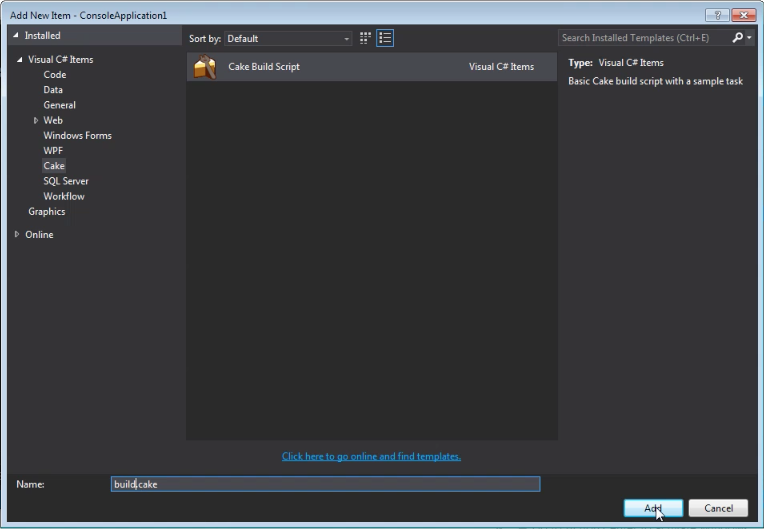 Add New Item - ConsoleApplication1
?
Installed
Sort by: Default
Search Installed Templates (Ctrl+E)
Visual C# Items
Code
Data
General
Web
Windows Forms
WPF
Cake
SQL Server
Workflow
Graphics
Online
Cake Build Script Visual C# Items
Type: Visual C# Items
Basic Cake build script with a sample task
Click here to go online and find templates.
Name: build.cake
Add Cancel